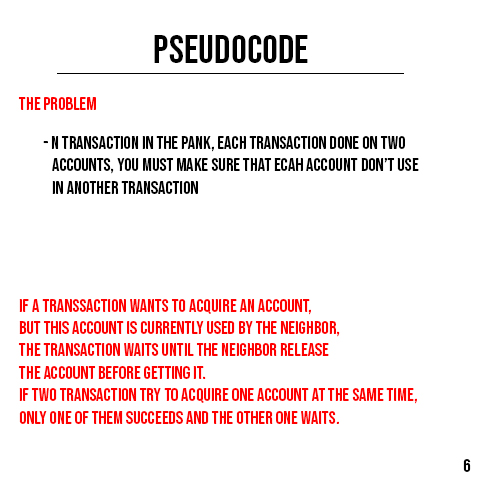 PSEUDOCODE
THE PROBLEM
- N TRANSACTION IN THE PANK, EACH TRANSACTION DONE ON TWO
ACCOUNTS, YOU MUST MAKE SURE THAT ECAH ACCOUNT DON'T USE
IN ANOTHER TRANSACTION
IF A TRANSSACTION WANTS TO ACQUIRE AN ACCOUNT,
BUT THIS ACCOUNT IS CURRENTLY USED BY THE NEIGHBOR,
THE TRANSACTION WAITS UNTIL THE NEIGHBOR RELEASE
THE ACCOUNT BEFORE GETTING IT.
IF TWO TRANSACTION TRY TO ACQUIRE ONE ACCOUNT AT THE SAME TIME,
ONLY ONE OF THEM SUCCEEDS AND THE OTHER ONE WAITS.
6